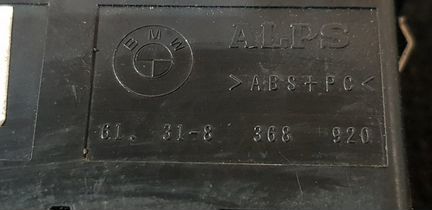 BMW
ALPS
>ABS+PC<
61. 31-8 368 920